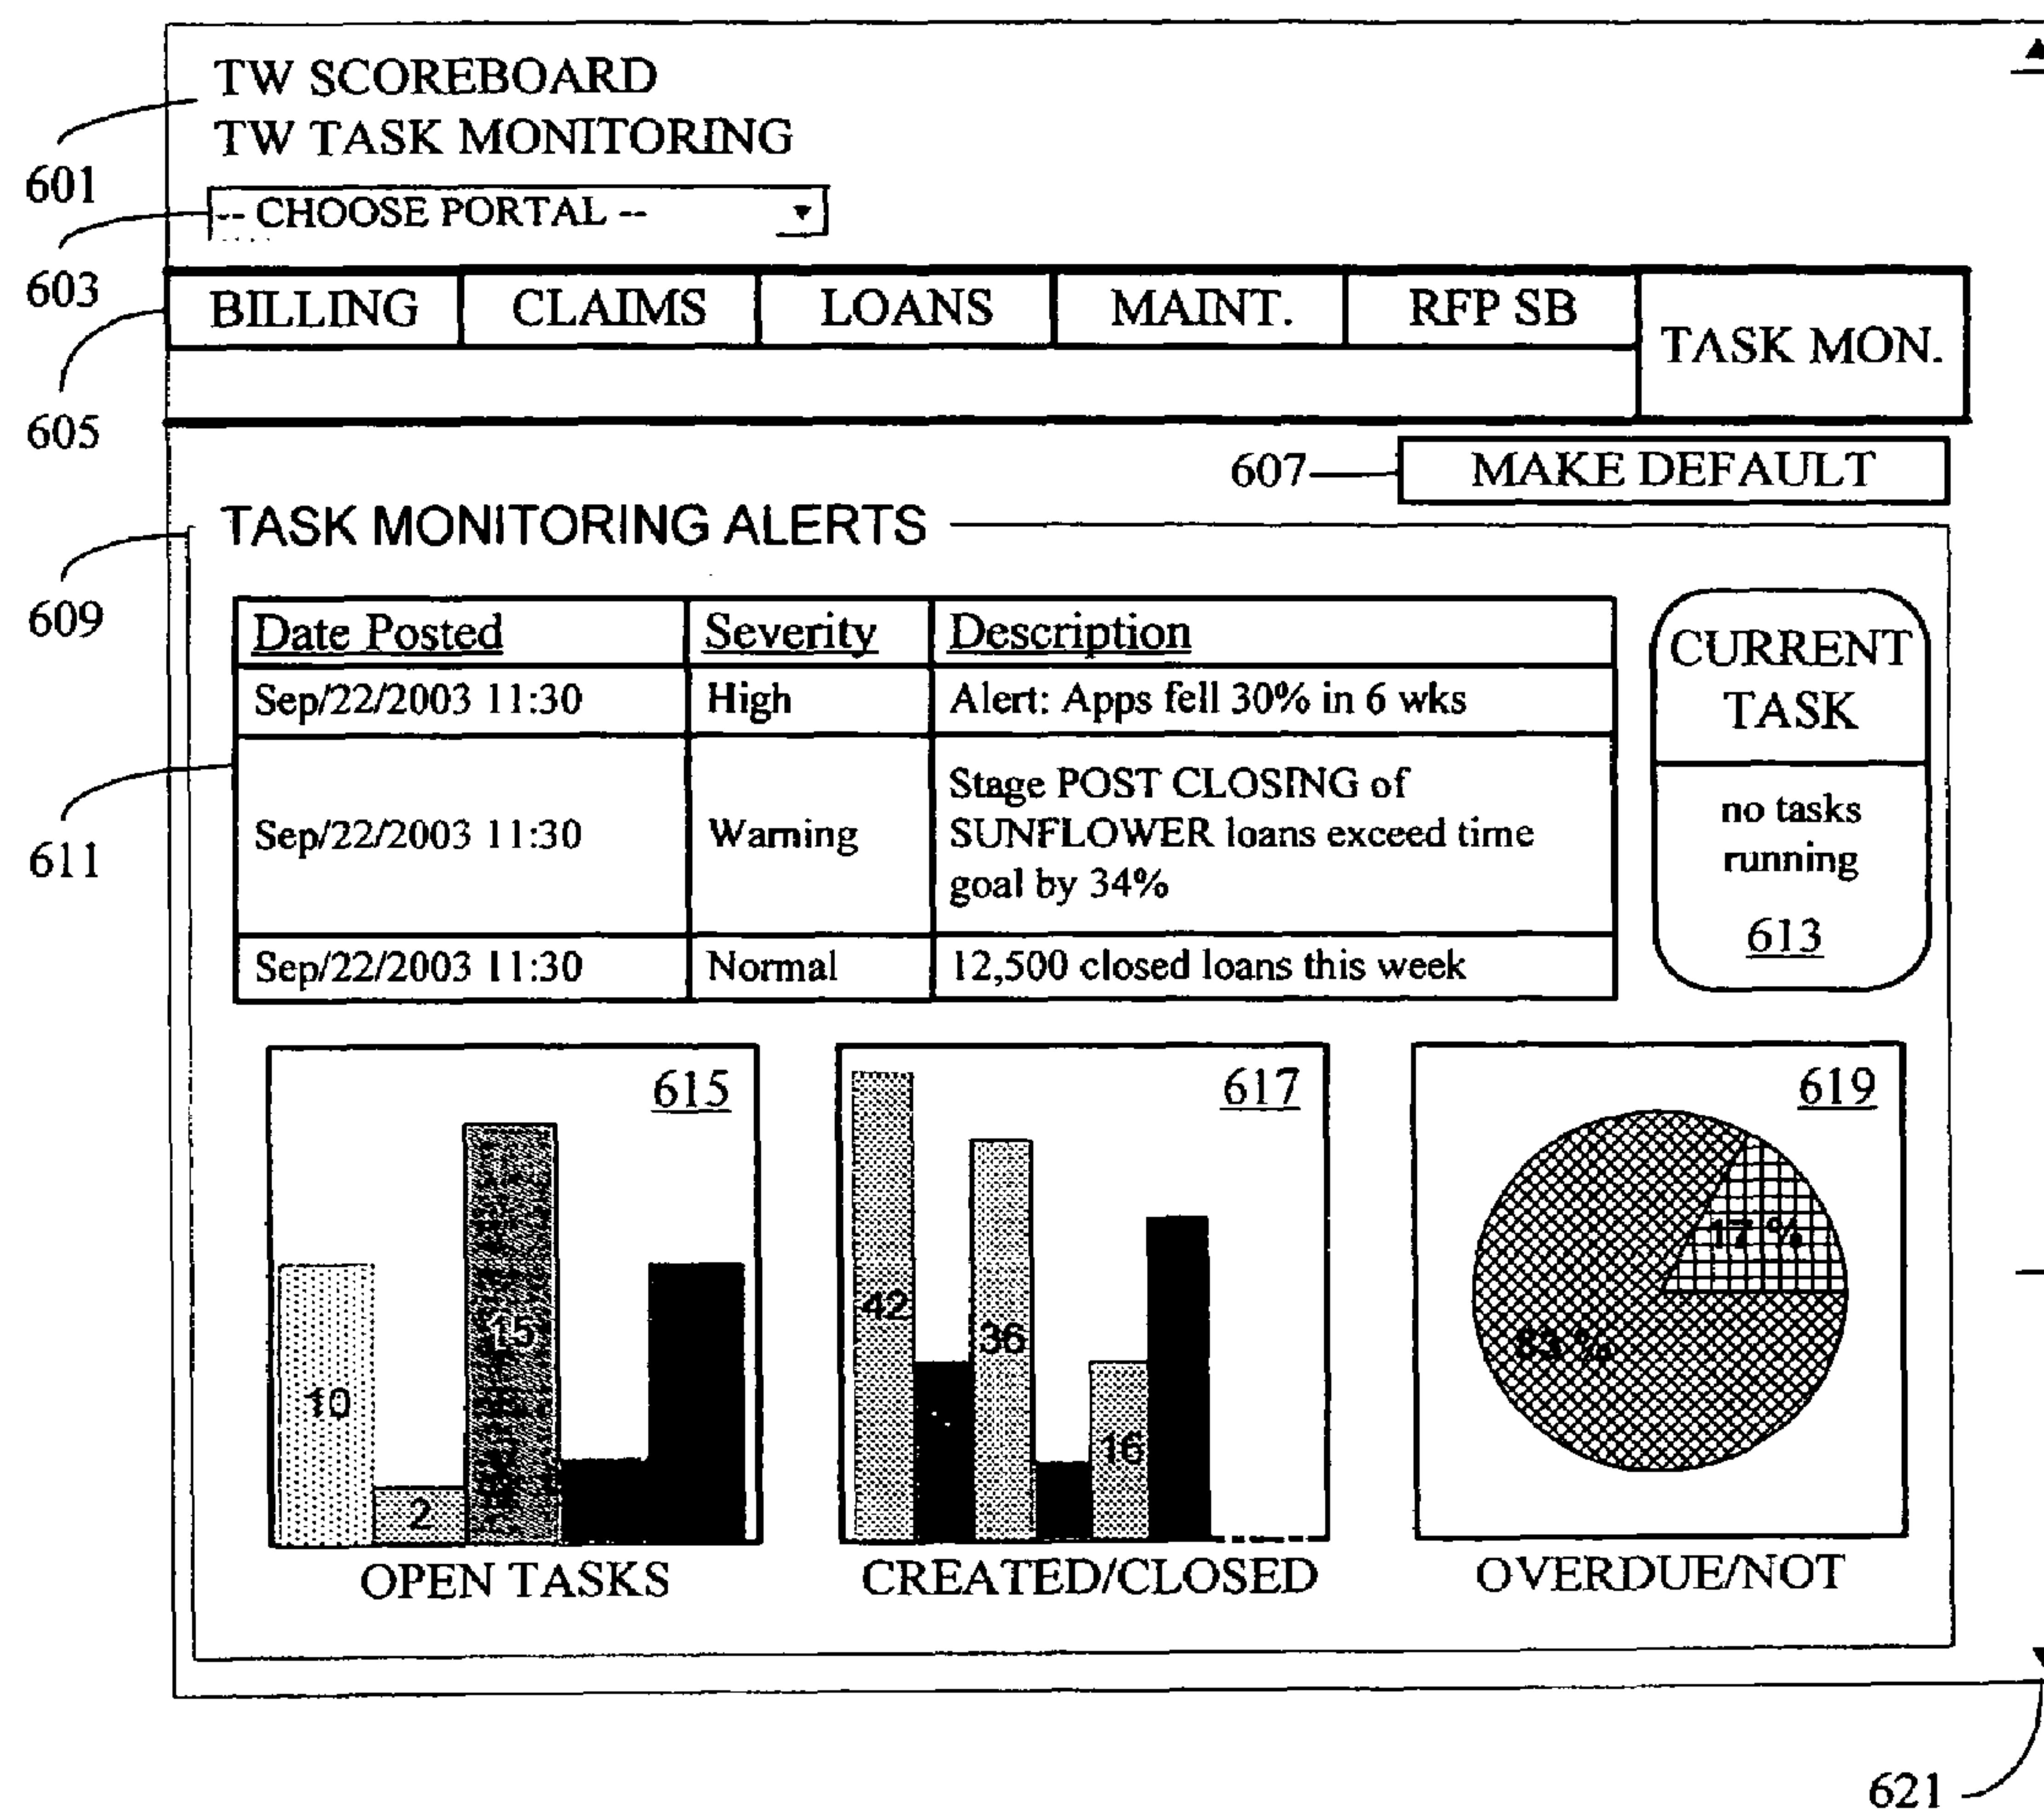 TW SCOREBOARD
TW TASK MONITORING
601
-- CHOOSE PORTAL --
603
BILLING CLAIMS LOANS MAINT. RFP SB TASK MON.
605
607 MAKE DEFAULT
TASK MONITORING ALERTS
609
Date Posted Severity Description
Sep/22/2003 11:30 High Alert: Apps fell 30% in 6 wks
Sep/22/2003 11:30 Warning Stage POST CLOSING of
SUNFLOWER loans exceed time
goal by 34%
Sep/22/2003 11:30 Normal 12,500 closed loans this week
611
CURRENT
TASK
no tasks
running
613
615
10
2
15
OPEN TASKS
617
42
36
16
CREATED/CLOSED
619
17 %
83 %
OVERDUE/NOT
621